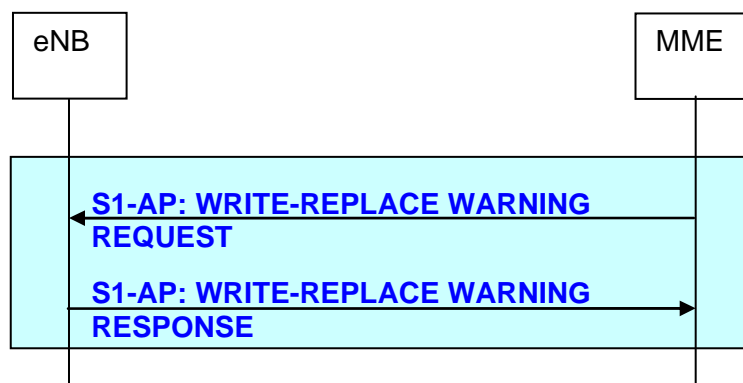 eNB
MME
S1-AP: WRITE-REPLACE WARNING
REQUEST
S1-AP: WRITE-REPLACE WARNING
RESPONSE